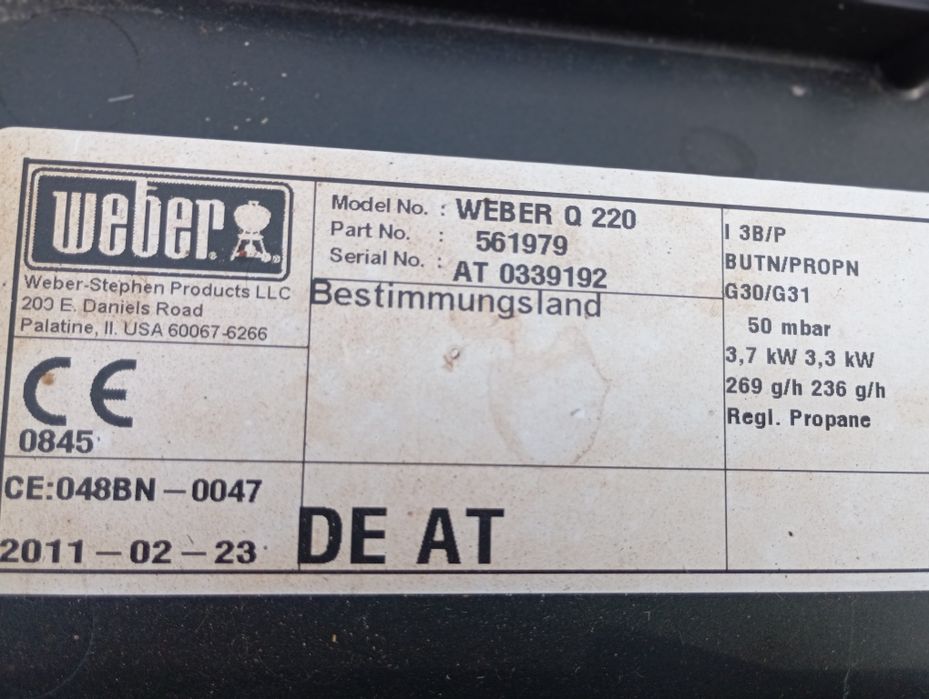 weber
Weber-Stephen Products LLC
200 E. Daniels Road
Palatine, Il. USA 60067-6266
CE
0845
CE:048BN-0047
2011-02-23
Model No. : WEBER Q 220
Part No. : 561979
Serial No. : AT 0339192
Bestimmungsland
DE AT
I 3B/P
BUTN/PROPN
G30/G31
50 mbar
3,7 kW 3,3 kW
269 g/h 236 g/h
Regl. Propane